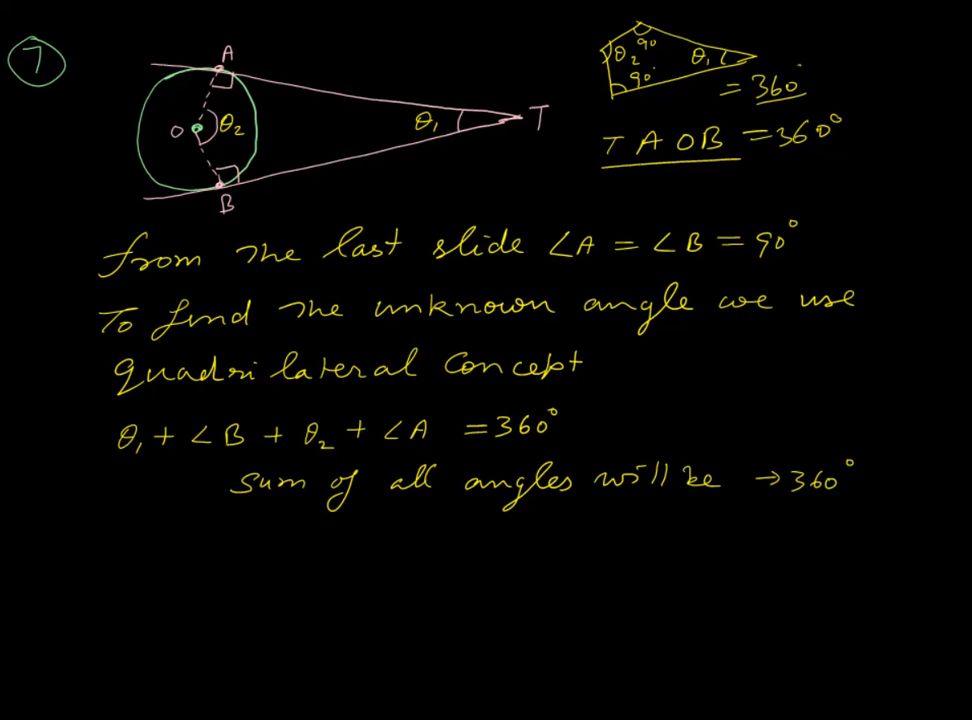 7
A
O
θ₂
B
θ₁
T
90
θ₂
θ₁
90°
= 360°
TAOB = 360°
from the last slide ∠A = ∠B = 90°
To find the unknown angle we use
quadrilateral concept
θ₁ + ∠B + θ₂ + ∠A = 360°
sum of all angles will be → 360°